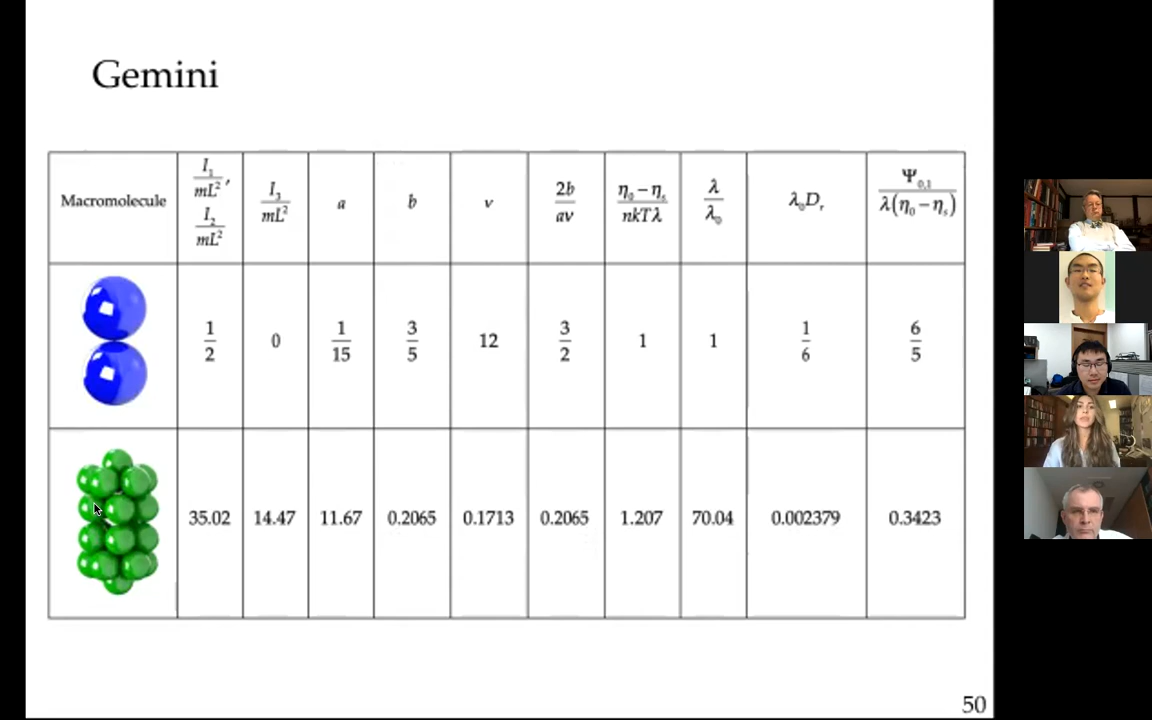 Gemini
Macromolecule I₁/mL², I₂/mL² I₃/mL² a b ν 2b/aν η₀−ηₛ/nkTλ λ/λ₀ λ₀Dᵣ Ψ₀,₁/λ(η₀−ηₛ)
1/2 0 1/15 3/5 12 3/2 1 1 1/6 6/5
35.02 14.47 11.67 0.2065 0.1713 0.2065 1.207 70.04 0.002379 0.3423
50